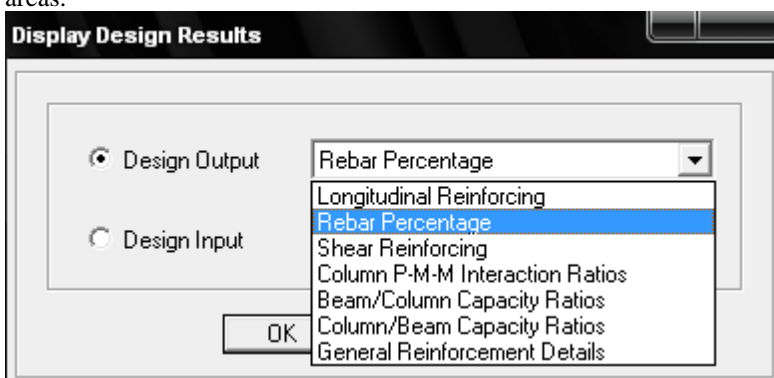 areas.
Display Design Results
Design Output
Rebar Percentage
Longitudinal Reinforcing
Rebar Percentage
Shear Reinforcing
Column P-M-M Interaction Ratios
Beam/Column Capacity Ratios
Column/Beam Capacity Ratios
General Reinforcement Details
Design Input
OK